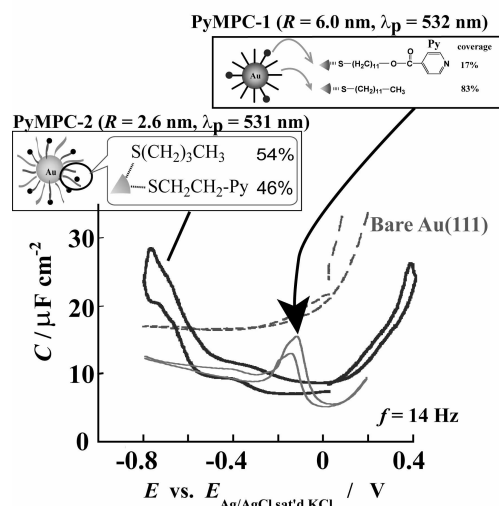 PyMPC-1 (R = 6.0 nm, λp = 532 nm)
Py coverage
Au S-(H2C)11-O O N 17%
S-(H2C)11-CH3 83%
PyMPC-2 (R = 2.6 nm, λp = 531 nm)
S(CH2)3CH3 54%
Au
SCH2CH2-Py 46%
Bare Au(111)
C / μF cm-2
30
20
10
0
f = 14 Hz
-0.8 -0.4 0 0.4
E vs. EAg/AgCl sat'd KCl / V